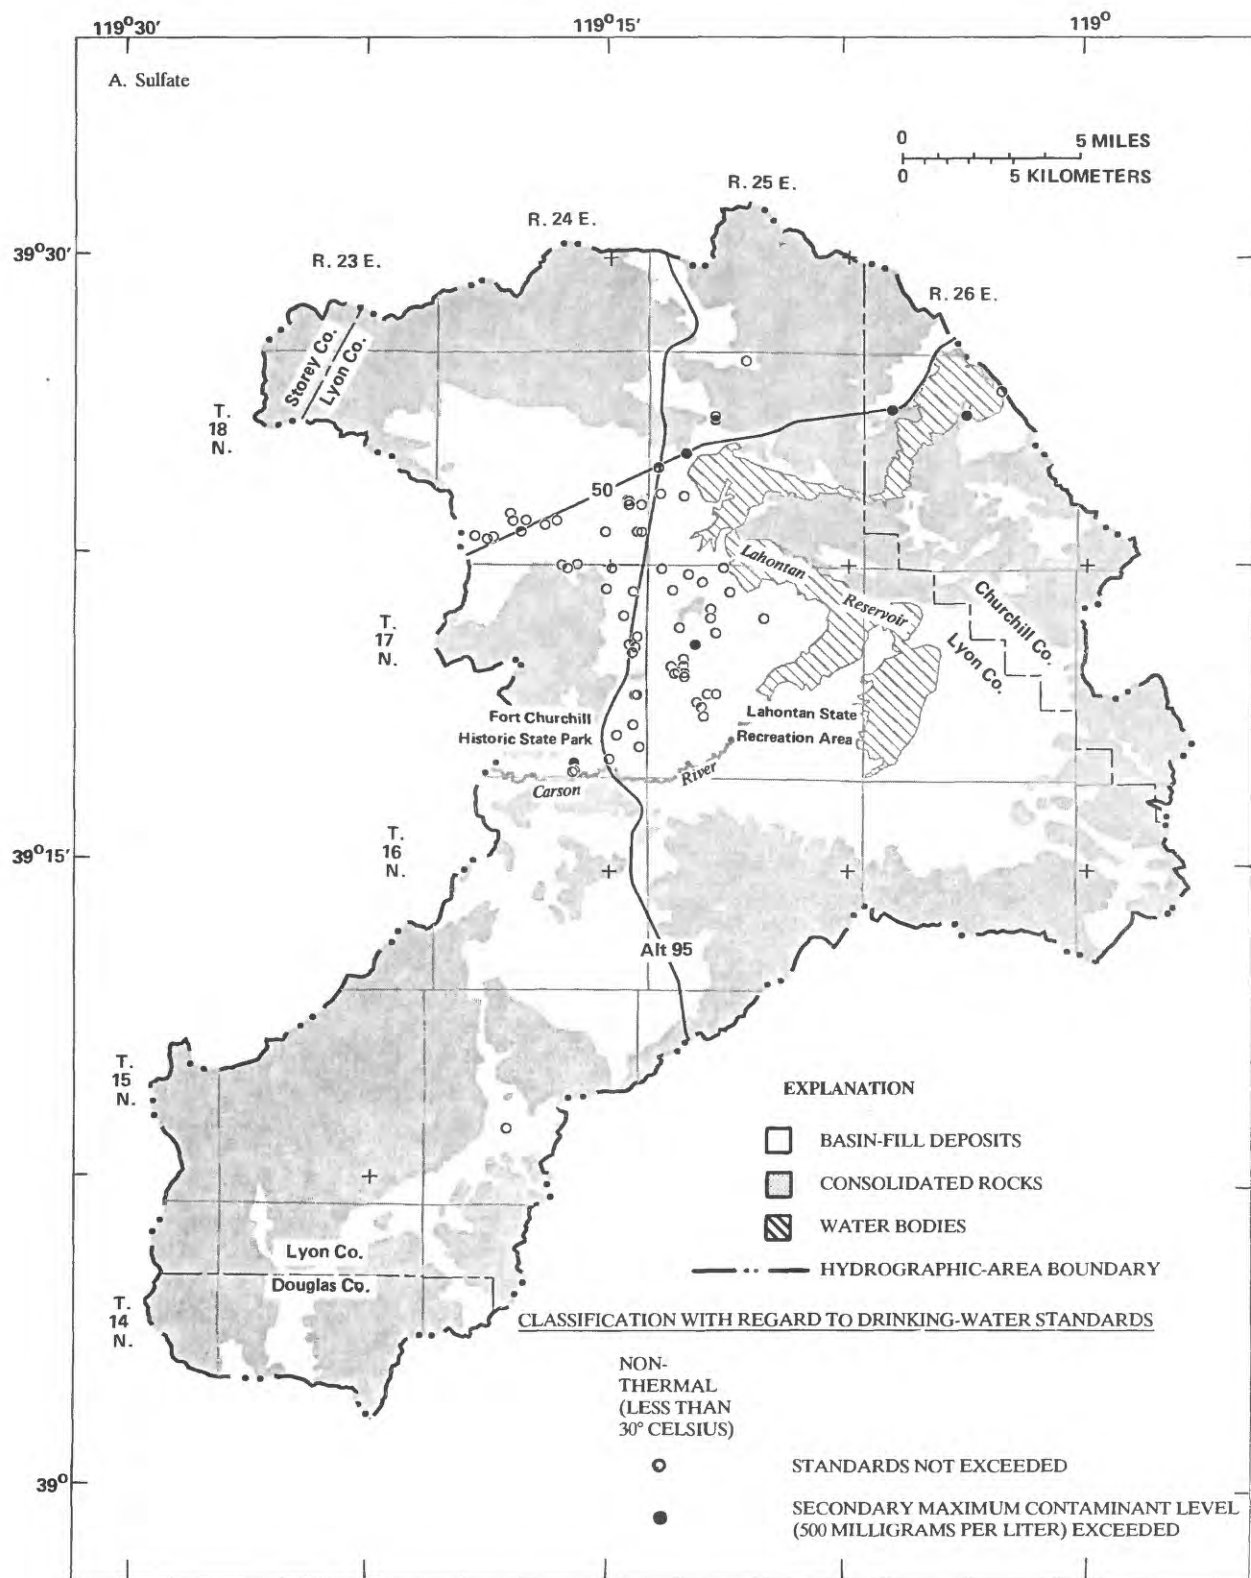 119°30′
119°15′
119°
A. Sulfate
0 5 MILES
0 5 KILOMETERS
R. 25 E.
R. 24 E.
39°30′
R. 23 E.
R. 26 E.
Storey Co.
Lyon Co.
T.
18
N.
50
Lahontan
Reservoir
Churchill Co.
Lyon Co.
T.
17
N.
Fort Churchill
Historic State Park
Lahontan State
Recreation Area
River
Carson
T.
16
N.
39°15′
Alt 95
T.
15
N.
EXPLANATION
BASIN-FILL DEPOSITS
CONSOLIDATED ROCKS
WATER BODIES
HYDROGRAPHIC-AREA BOUNDARY
Lyon Co.
Douglas Co.
T.
14
N.
CLASSIFICATION WITH REGARD TO DRINKING-WATER STANDARDS
NON-
THERMAL
(LESS THAN
30° CELSIUS)
39°
STANDARDS NOT EXCEEDED
SECONDARY MAXIMUM CONTAMINANT LEVEL
(500 MILLIGRAMS PER LITER) EXCEEDED